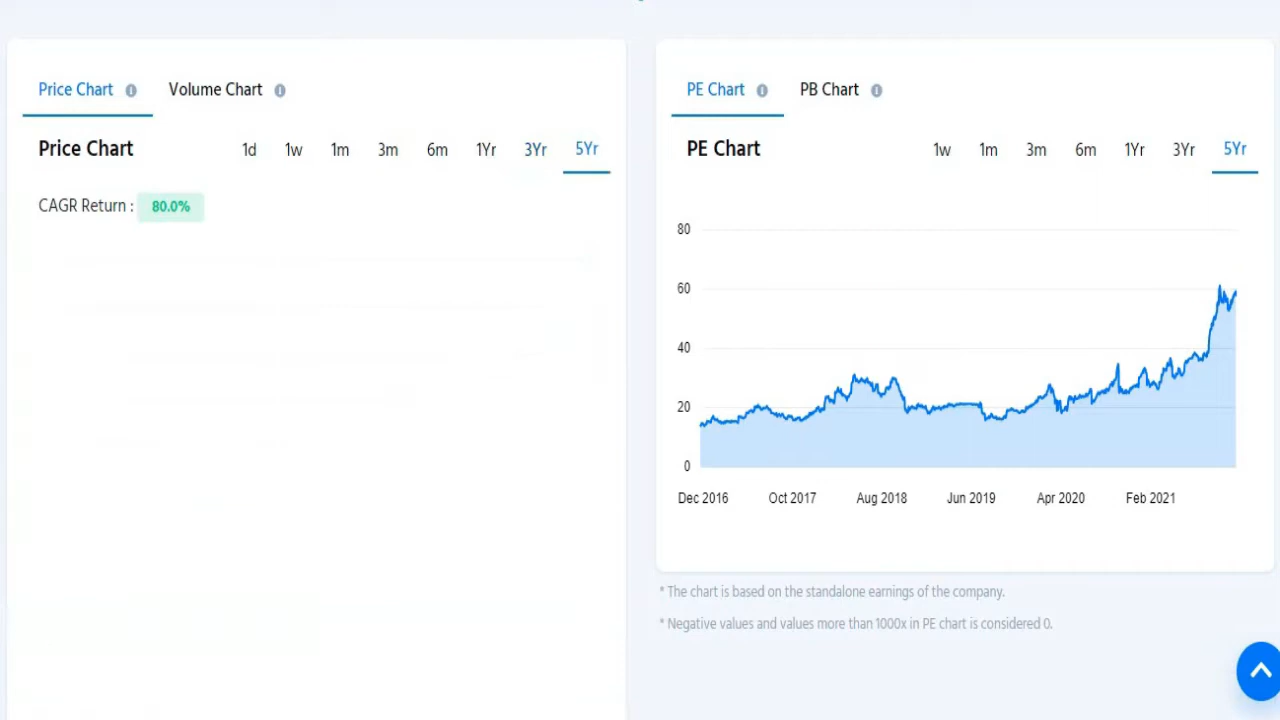 Price Chart Volume Chart
Price Chart 1d 1w 1m 3m 6m 1Yr 3Yr 5Yr
CAGR Return : 80.0%
PE Chart PB Chart
PE Chart 1w 1m 3m 6m 1Yr 3Yr 5Yr
80
60
40
20
0
Dec 2016 Oct 2017 Aug 2018 Jun 2019 Apr 2020 Feb 2021
* The chart is based on the standalone earnings of the company.
* Negative values and values more than 1000x in PE chart is considered 0.